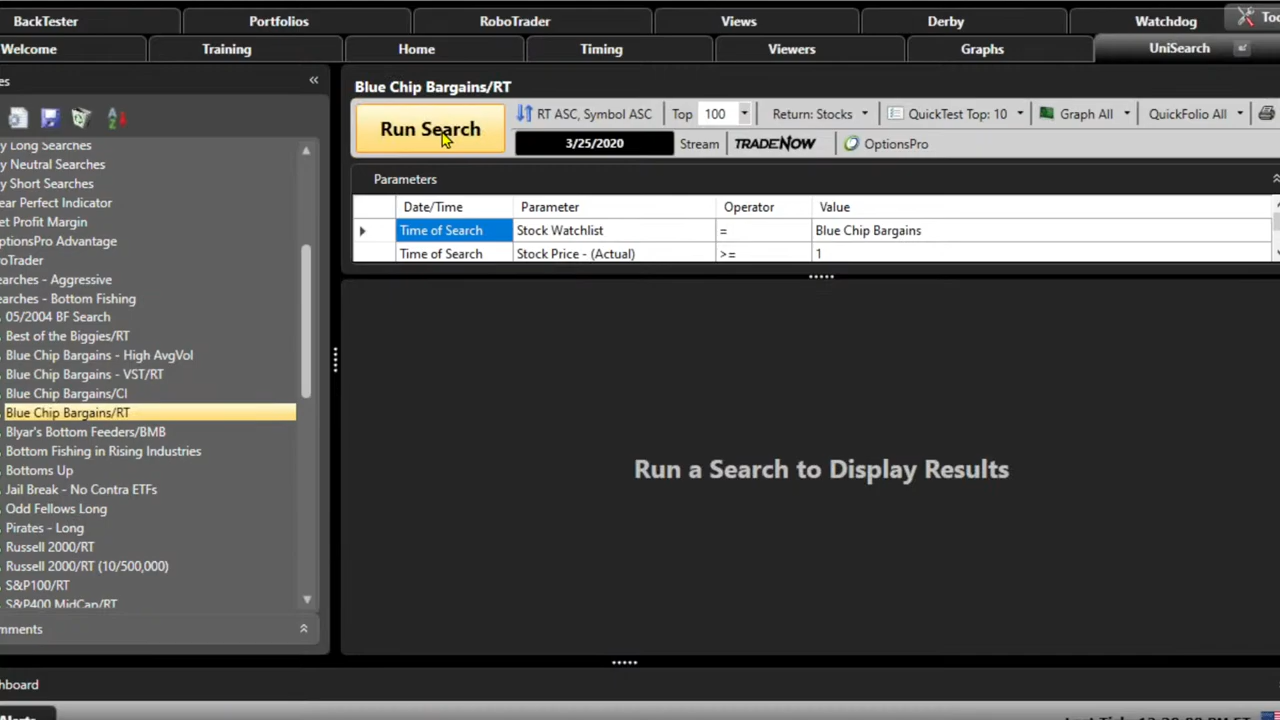 BackTester
Portfolios
RoboTrader
Views
Derby
Watchdog
Too
Welcome
Training
Home
Timing
Viewers
Graphs
UniSearch
es
Blue Chip Bargains/RT
Run Search
RT ASC, Symbol ASC
Top 100
Return: Stocks
QuickTest Top: 10
Graph All
QuickFolio All
3/25/2020
Stream
TRADENOW
OptionsPro
Parameters
Date/Time Parameter Operator Value
Time of Search Stock Watchlist = Blue Chip Bargains
Time of Search Stock Price - (Actual) >= 1
y Long Searches
y Neutral Searches
y Short Searches
ear Perfect Indicator
et Profit Margin
ptionsPro Advantage
oTrader
earches - Aggressive
earches - Bottom Fishing
05/2004 BF Search
Best of the Biggies/RT
Blue Chip Bargains - High AvgVol
Blue Chip Bargains - VST/RT
Blue Chip Bargains/CI
Blue Chip Bargains/RT
Blyar's Bottom Feeders/BMB
Bottom Fishing in Rising Industries
Bottoms Up
Jail Break - No Contra ETFs
Odd Fellows Long
Pirates - Long
Russell 2000/RT
Russell 2000/RT (10/500,000)
S&P100/RT
S&P400 MidCap/RT
mments
Run a Search to Display Results
hboard